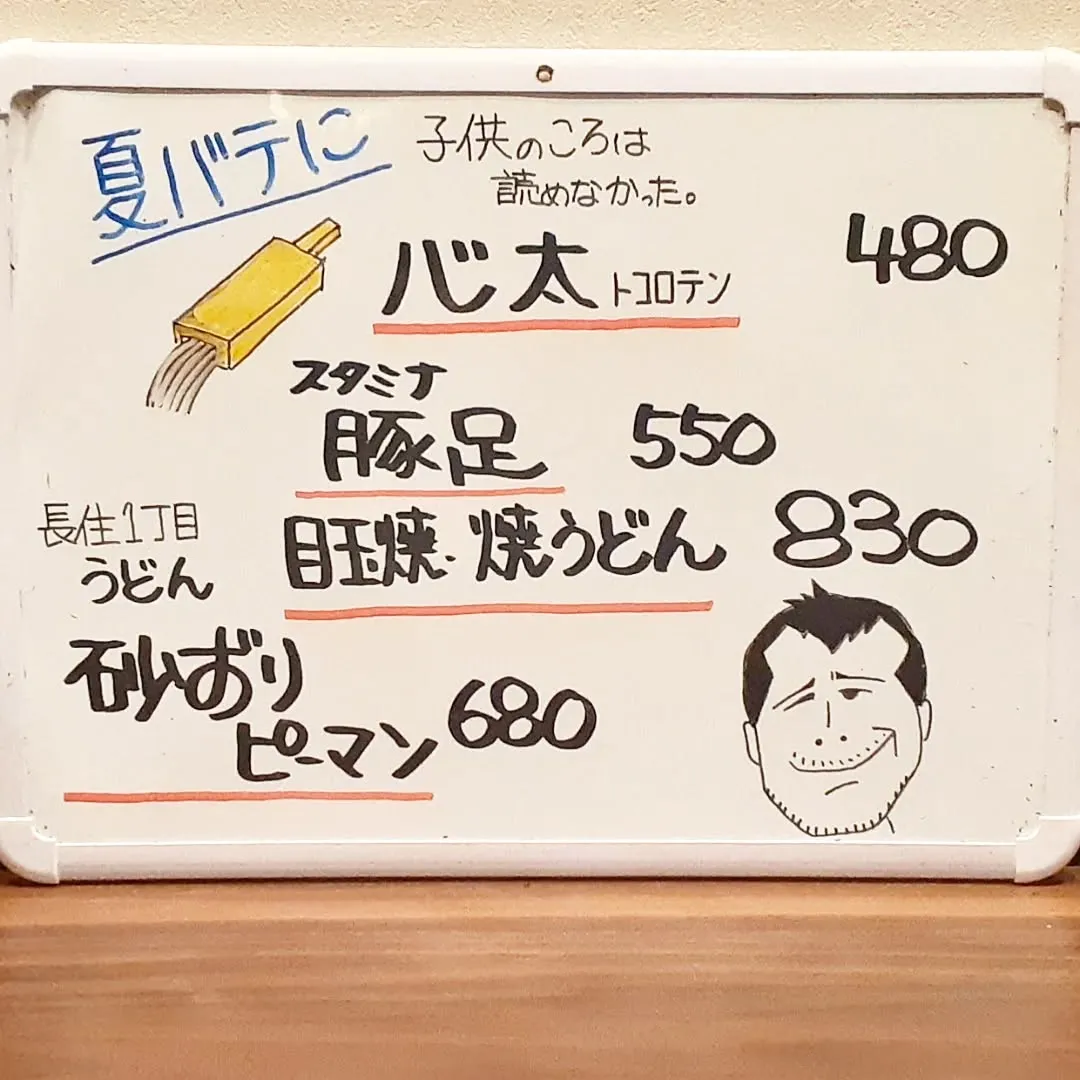 夏バテに
子供のころは
読めなかった。
心太 トコロテン 480
スタミナ
豚足 550
長住1丁目
うどん
目玉焼・焼うどん 830
砂ずり
ピーマン 680